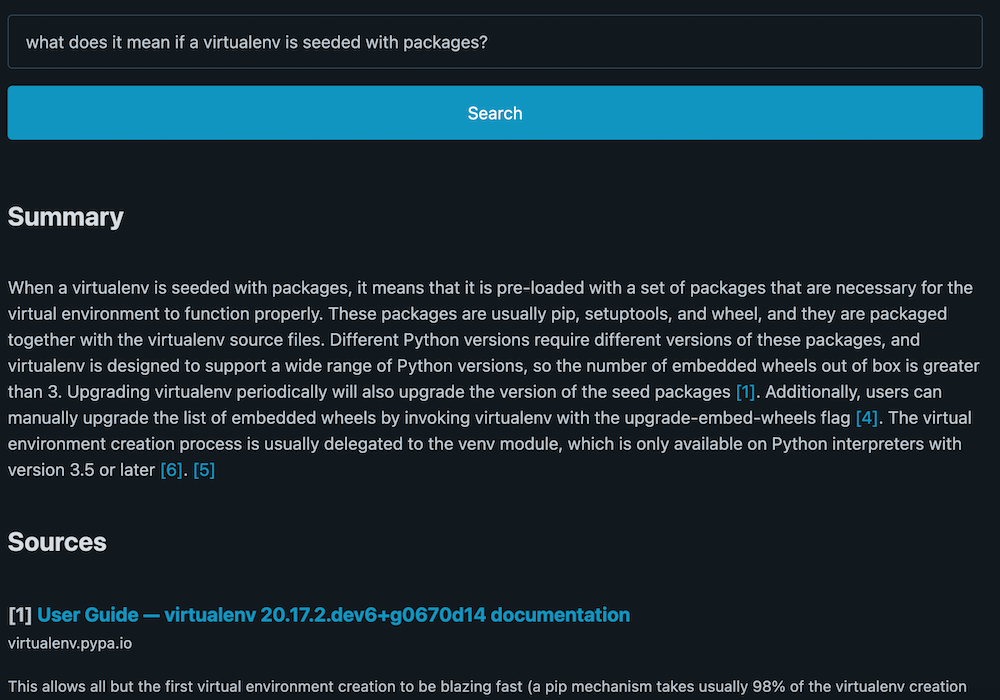 what does it mean if a virtualenv is seeded with packages?
Search
Summary
When a virtualenv is seeded with packages, it means that it is pre-loaded with a set of packages that are necessary for the
virtual environment to function properly. These packages are usually pip, setuptools, and wheel, and they are packaged
together with the virtualenv source files. Different Python versions require different versions of these packages, and
virtualenv is designed to support a wide range of Python versions, so the number of embedded wheels out of box is greater
than 3. Upgrading virtualenv periodically will also upgrade the version of the seed packages [1]. Additionally, users can
manually upgrade the list of embedded wheels by invoking virtualenv with the upgrade-embed-wheels flag [4]. The virtual
environment creation process is usually delegated to the venv module, which is only available on Python interpreters with
version 3.5 or later [6]. [5]
Sources
[1] User Guide — virtualenv 20.17.2.dev6+g0670d14 documentation
virtualenv.pypa.io
This allows all but the first virtual environment creation to be blazing fast (a pip mechanism takes usually 98% of the virtualenv creation